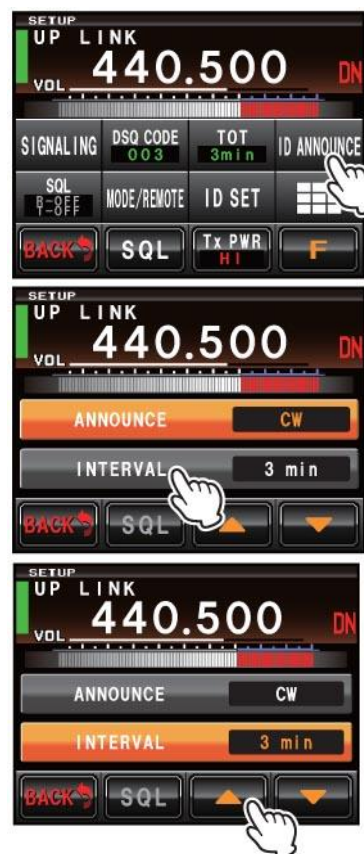 SETUP
UP LINK
440.500 DN
VOL
SIGNALING DSQ CODE 003 TOT 3min ID ANNOUNCE
SQL R-OFF T-OFF MODE/REMOTE ID SET
BACK SQL Tx PWR HI F
SETUP
UP LINK
440.500 DN
VOL
ANNOUNCE CW
INTERVAL 3 min
BACK SQL
SETUP
UP LINK
440.500 DN
VOL
ANNOUNCE CW
INTERVAL 3 min
BACK SQL